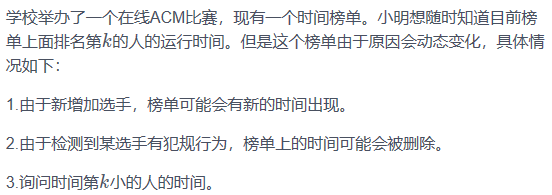 学校举办了一个在线ACM比赛，现有一个时间榜单。小明想随时知道目前榜
单上面排名第k的人的运行时间。但是这个榜单由于原因会动态变化，具体情
况如下：
1.由于新增加选手，榜单可能会有新的时间出现。
2.由于检测到某选手有犯规行为，榜单上的时间可能会被删除。
3.询问时间第k小的人的时间。